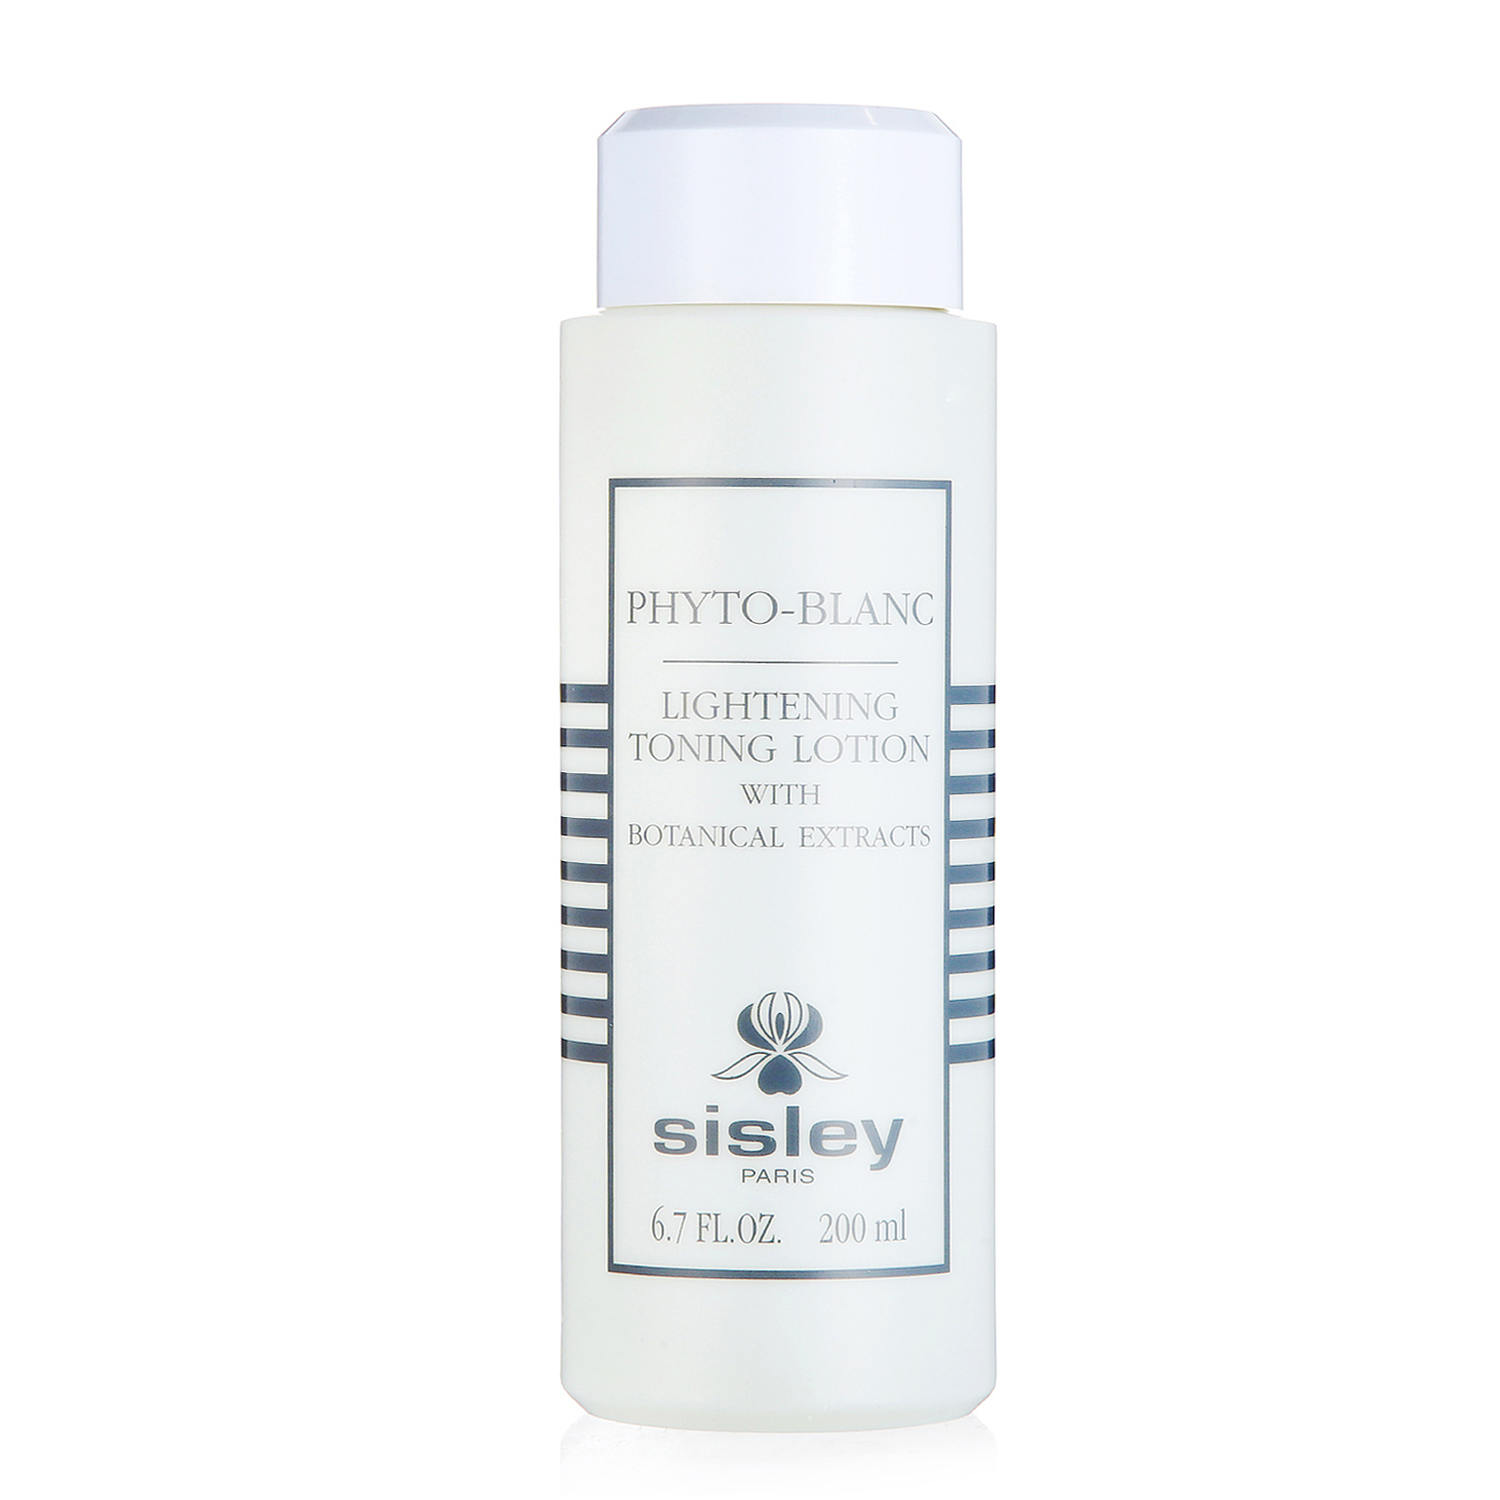 PHYTO-BLANC
LIGHTENING
TONING LOTION
WITH
BOTANICAL EXTRACTS
sisley
PARIS
6.7 FL.OZ. 200 ml